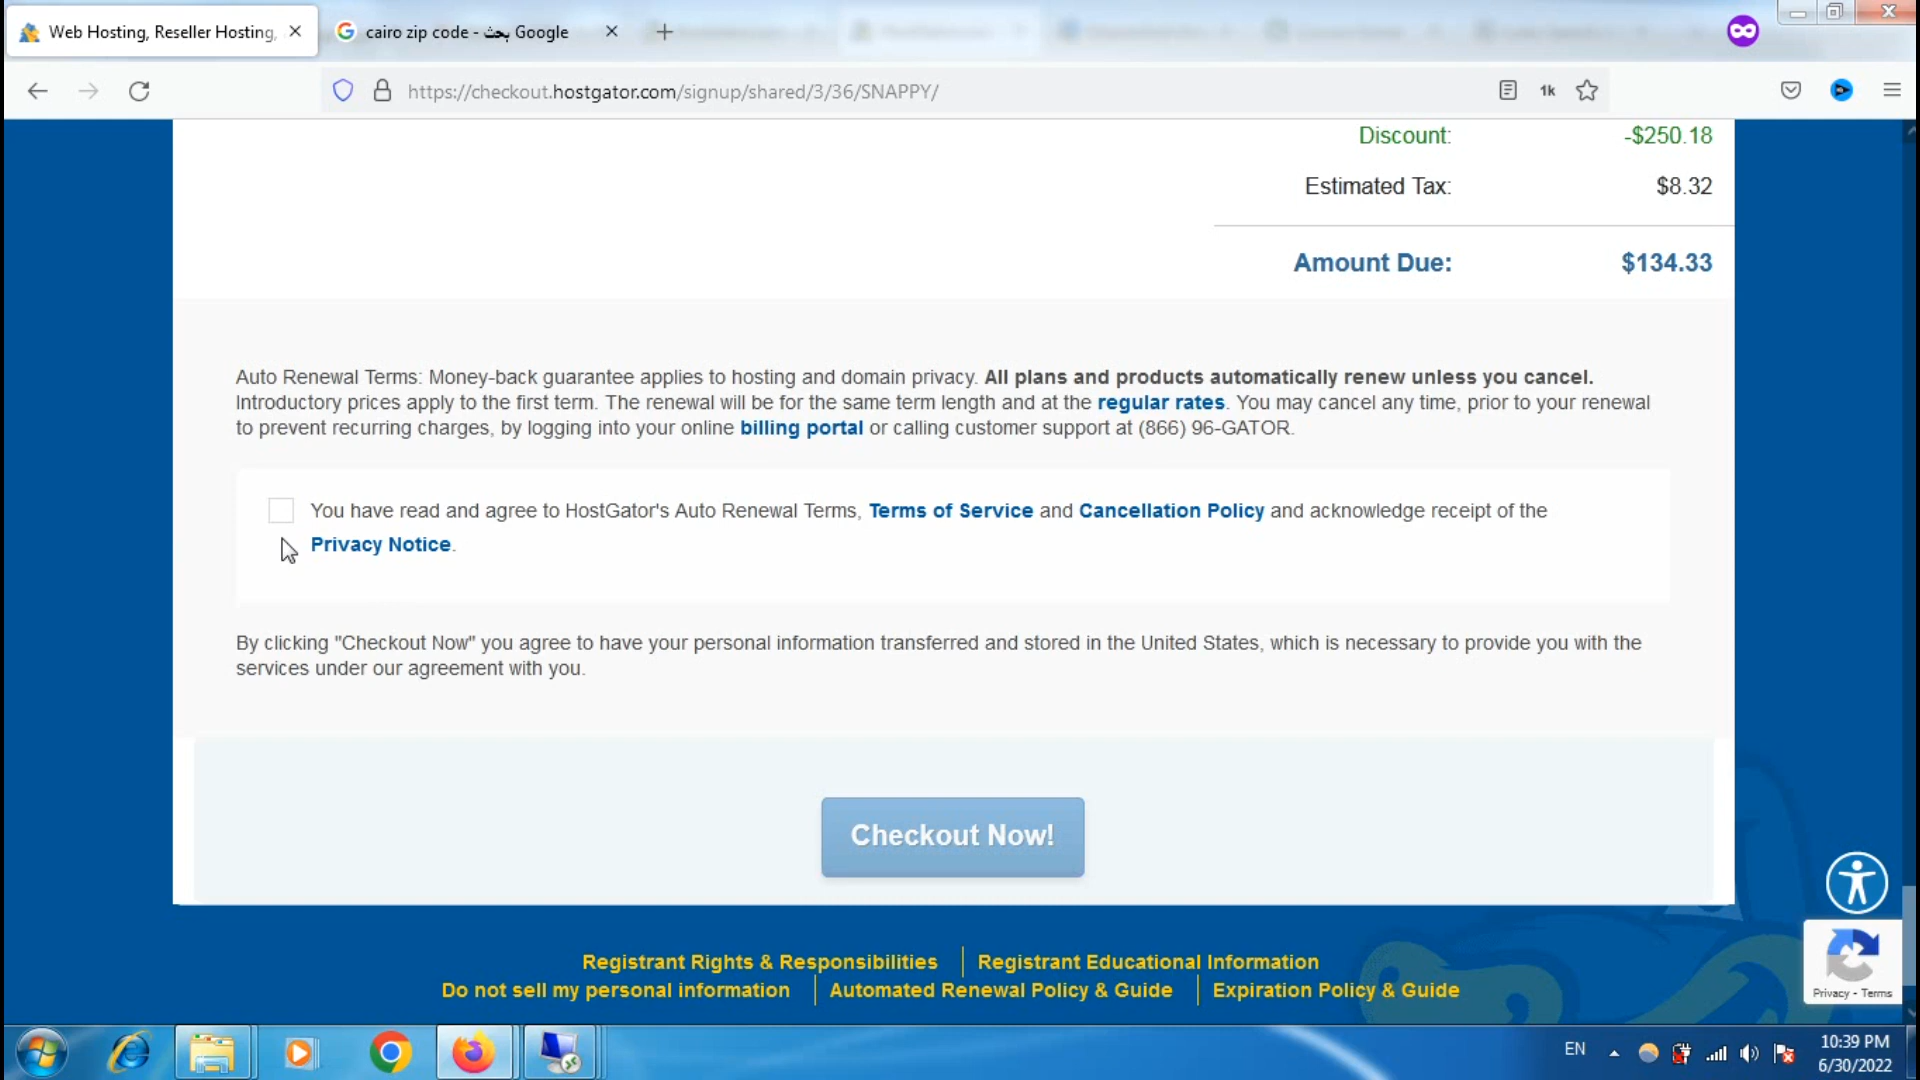 Web Hosting, Reseller Hosting,
cairo zip code - بحث Google
https://checkout.hostgator.com/signup/shared/3/36/SNAPPY/
1k
Discount: -$250.18
Estimated Tax: $8.32
Amount Due: $134.33
Auto Renewal Terms: Money-back guarantee applies to hosting and domain privacy. All plans and products automatically renew unless you cancel.
Introductory prices apply to the first term. The renewal will be for the same term length and at the regular rates. You may cancel any time, prior to your renewal
to prevent recurring charges, by logging into your online billing portal or calling customer support at (866) 96-GATOR.
You have read and agree to HostGator's Auto Renewal Terms, Terms of Service and Cancellation Policy and acknowledge receipt of the
Privacy Notice.
By clicking "Checkout Now" you agree to have your personal information transferred and stored in the United States, which is necessary to provide you with the
services under our agreement with you.
Checkout Now!
Registrant Rights & Responsibilities Registrant Educational Information
Do not sell my personal information Automated Renewal Policy & Guide Expiration Policy & Guide
Privacy - Terms
EN
10:39 PM
6/30/2022